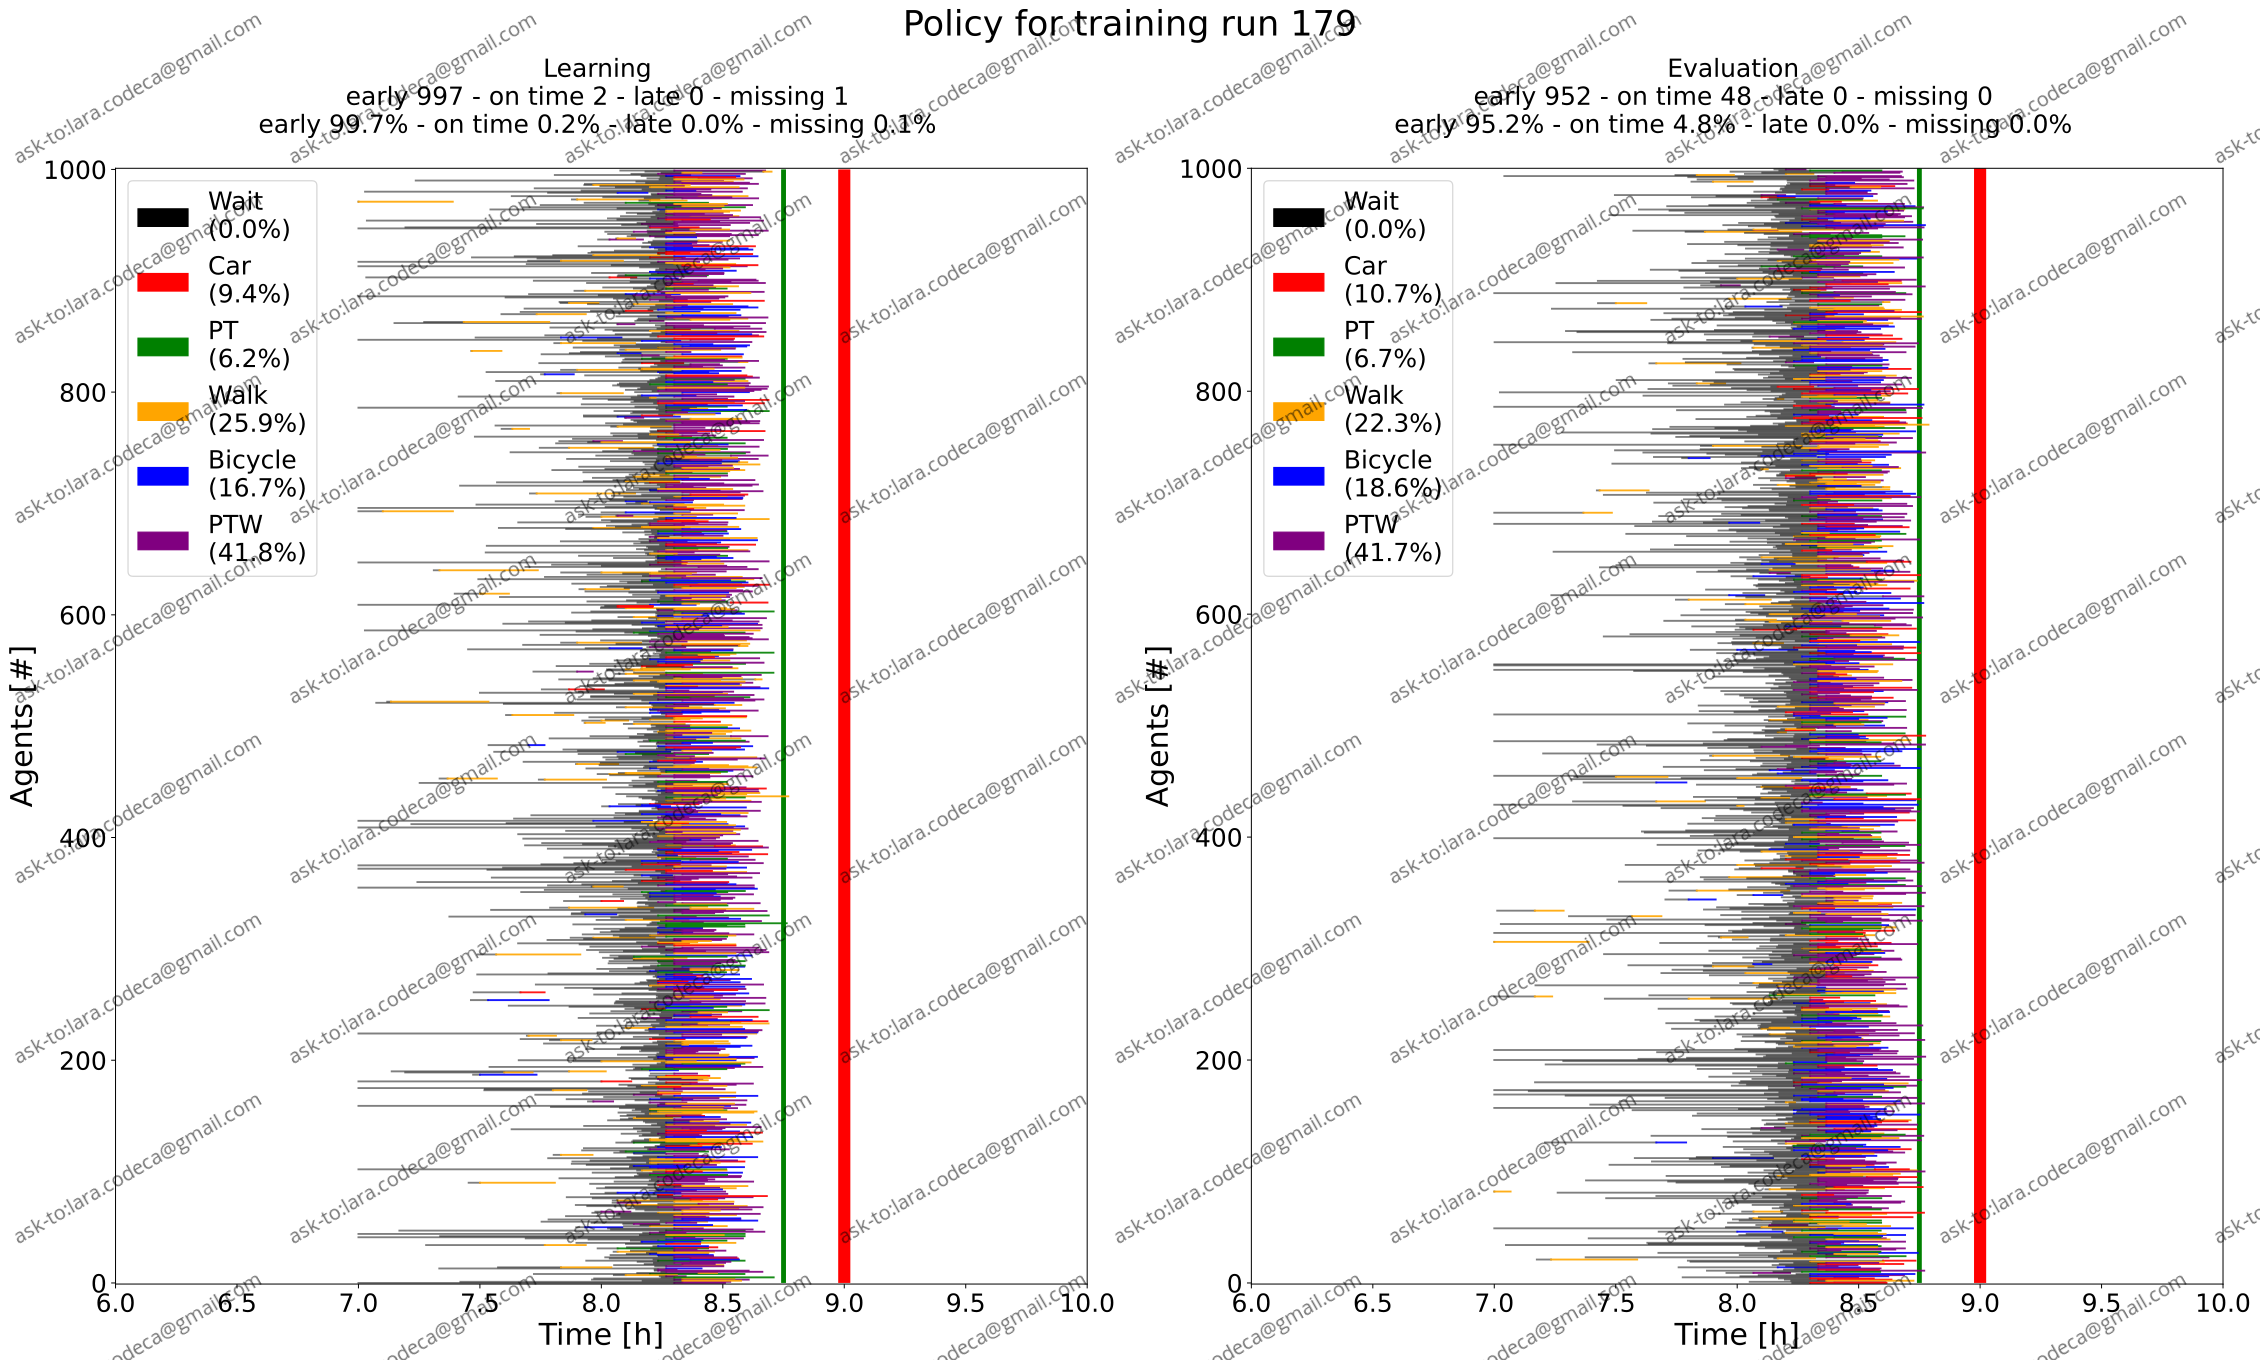 Policy for training run 179
Learning
early 997 - on time 2 - late 0 - missing 1
early 99.7% - on time 0.2% - late 0.0% - missing 0.1%
Evaluation
early 952 - on time 48 - late 0 - missing 0
early 95.2% - on time 4.8% - late 0.0% - missing 0.0%
Agents [#]
1000
800
600
400
200
0
Wait
(0.0%)
Car
(9.4%)
PT
(6.2%)
Walk
(25.9%)
Bicycle
(16.7%)
PTW
(41.8%)
6.0 6.5 7.0 7.5 8.0 8.5 9.0 9.5 10.0
Time [h]
Agents [#]
1000
800
600
400
200
0
Wait
(0.0%)
Car
(10.7%)
PT
(6.7%)
Walk
(22.3%)
Bicycle
(18.6%)
PTW
(41.7%)
6.0 6.5 7.0 7.5 8.0 8.5 9.0 9.5 10.0
Time [h]
ask-to:lara.codeca@gmail.com